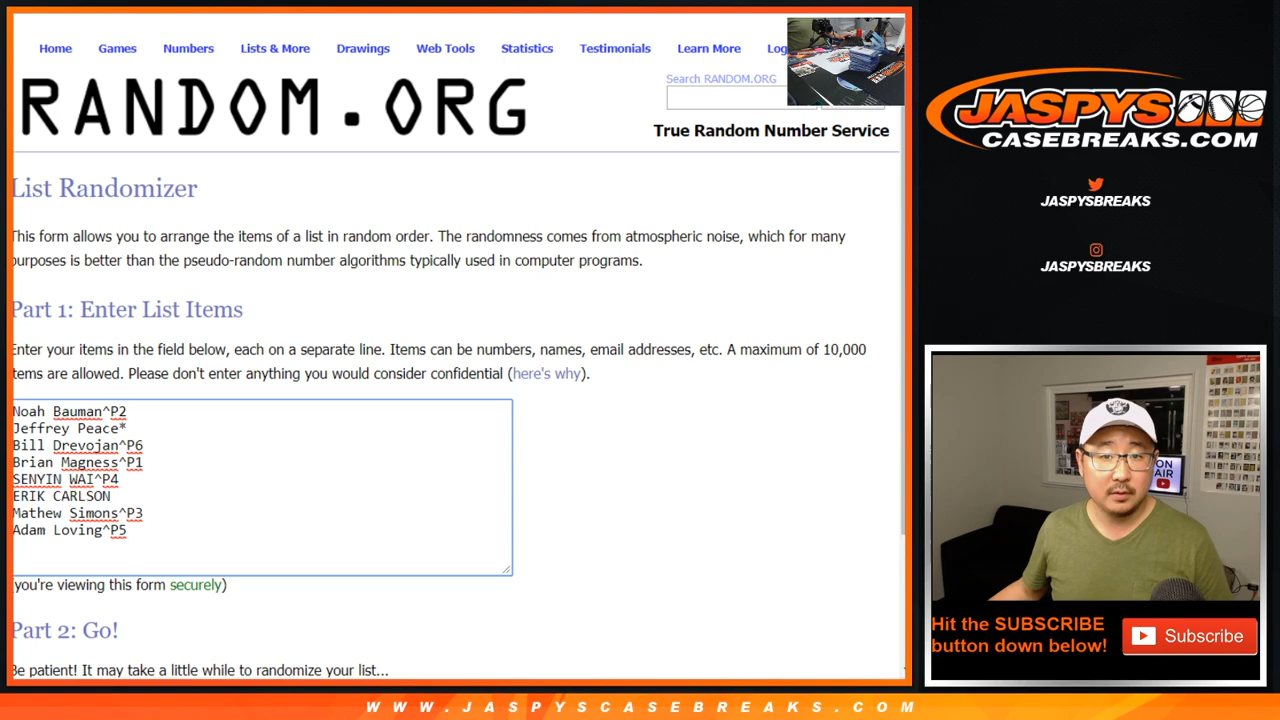 Home Games Numbers Lists & More Drawings Web Tools Statistics Testimonials Learn More Log
Search RANDOM.ORG
RANDOM.ORG
True Random Number Service
List Randomizer
This form allows you to arrange the items of a list in random order. The randomness comes from atmospheric noise, which for many
purposes is better than the pseudo-random number algorithms typically used in computer programs.
Part 1: Enter List Items
Enter your items in the field below, each on a separate line. Items can be numbers, names, email addresses, etc. A maximum of 10,000
items are allowed. Please don't enter anything you would consider confidential (here's why).
Noah Bauman^P2
Jeffrey Peace*
Bill Drevojan^P6
Brian Magness^P1
SENYIN WAI^P4
ERIK CARLSON
Mathew Simons^P3
Adam Loving^P5
(you're viewing this form securely)
Part 2: Go!
Be patient! It may take a little while to randomize your list...
JASPYS
CASEBREAKS.COM
JASPYSBREAKS
JASPYSBREAKS
ON
AIR
Hit the SUBSCRIBE
button down below!
Subscribe
WWW.JASPYSCASEBREAKS.COM